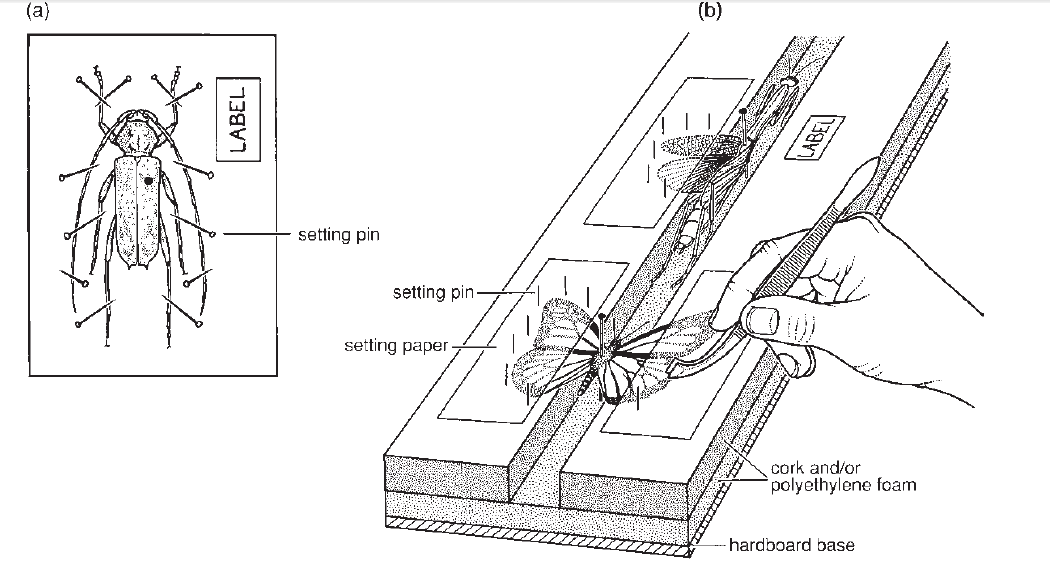 (a)
LABEL
setting pin
(b)
LABEL
setting pin
setting paper
cork and/or
polyethylene foam
hardboard base